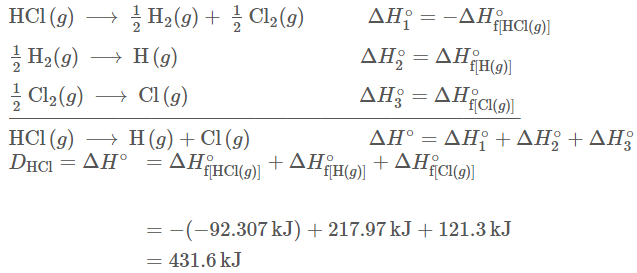 HCl(g) ⟶ 1/2 H₂(g) + 1/2 Cl₂(g) ΔH°₁ = −ΔH°f[HCl(g)]
1/2 H₂(g) ⟶ H(g) ΔH°₂ = ΔH°f[H(g)]
1/2 Cl₂(g) ⟶ Cl(g) ΔH°₃ = ΔH°f[Cl(g)]
HCl(g) ⟶ H(g) + Cl(g) ΔH° = ΔH°₁ + ΔH°₂ + ΔH°₃
D_HCl = ΔH° = ΔH°f[HCl(g)] + ΔH°f[H(g)] + ΔH°f[Cl(g)]
= −(−92.307 kJ) + 217.97 kJ + 121.3 kJ
= 431.6 kJ